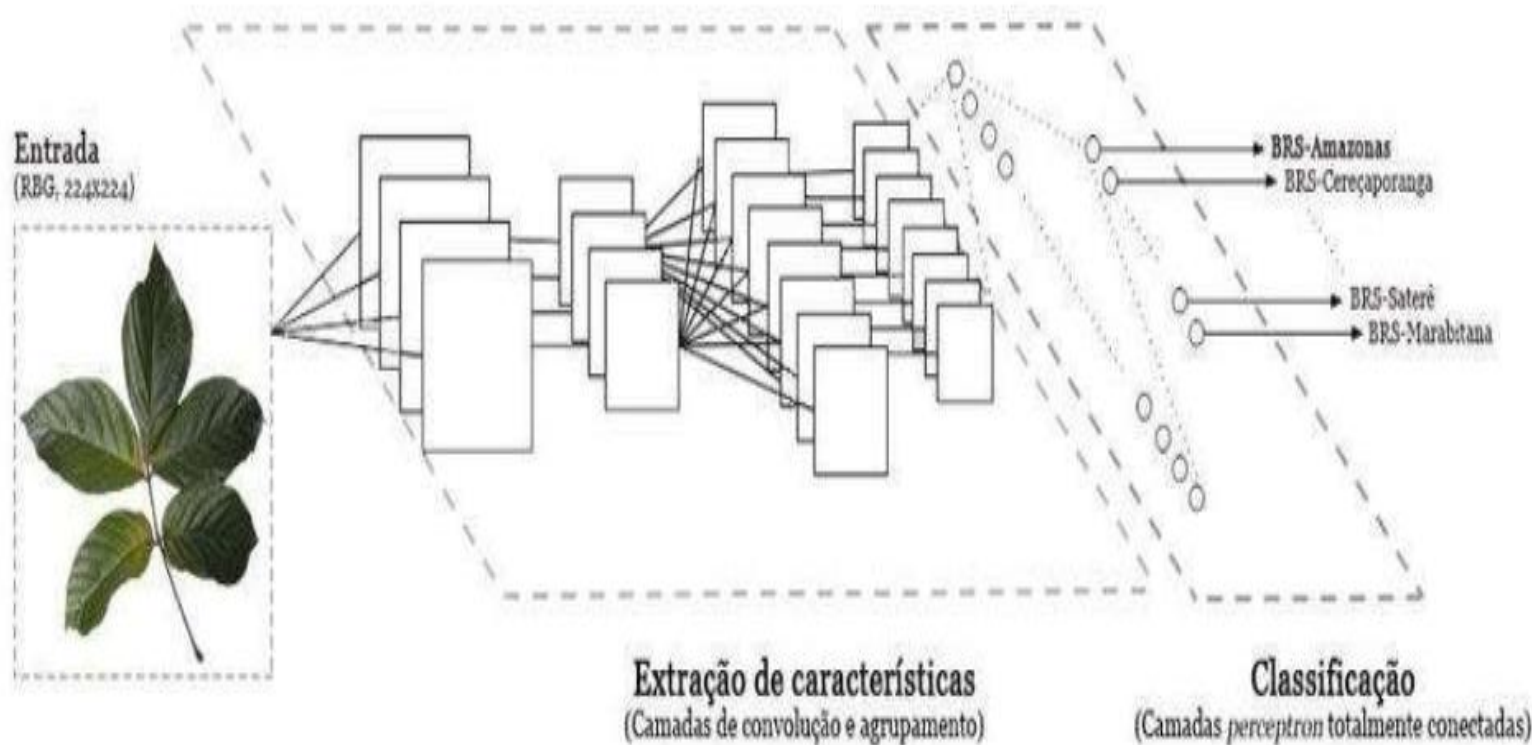 Entrada
(RBG, 224x224)
BRS-Amazonas
BRS-Cereçaporanga
BRS-Saterê
BRS-Marabitana
Extração de características
(Camadas de convolução e agrupamento)
Classificação
(Camadas perceptron totalmente conectadas)